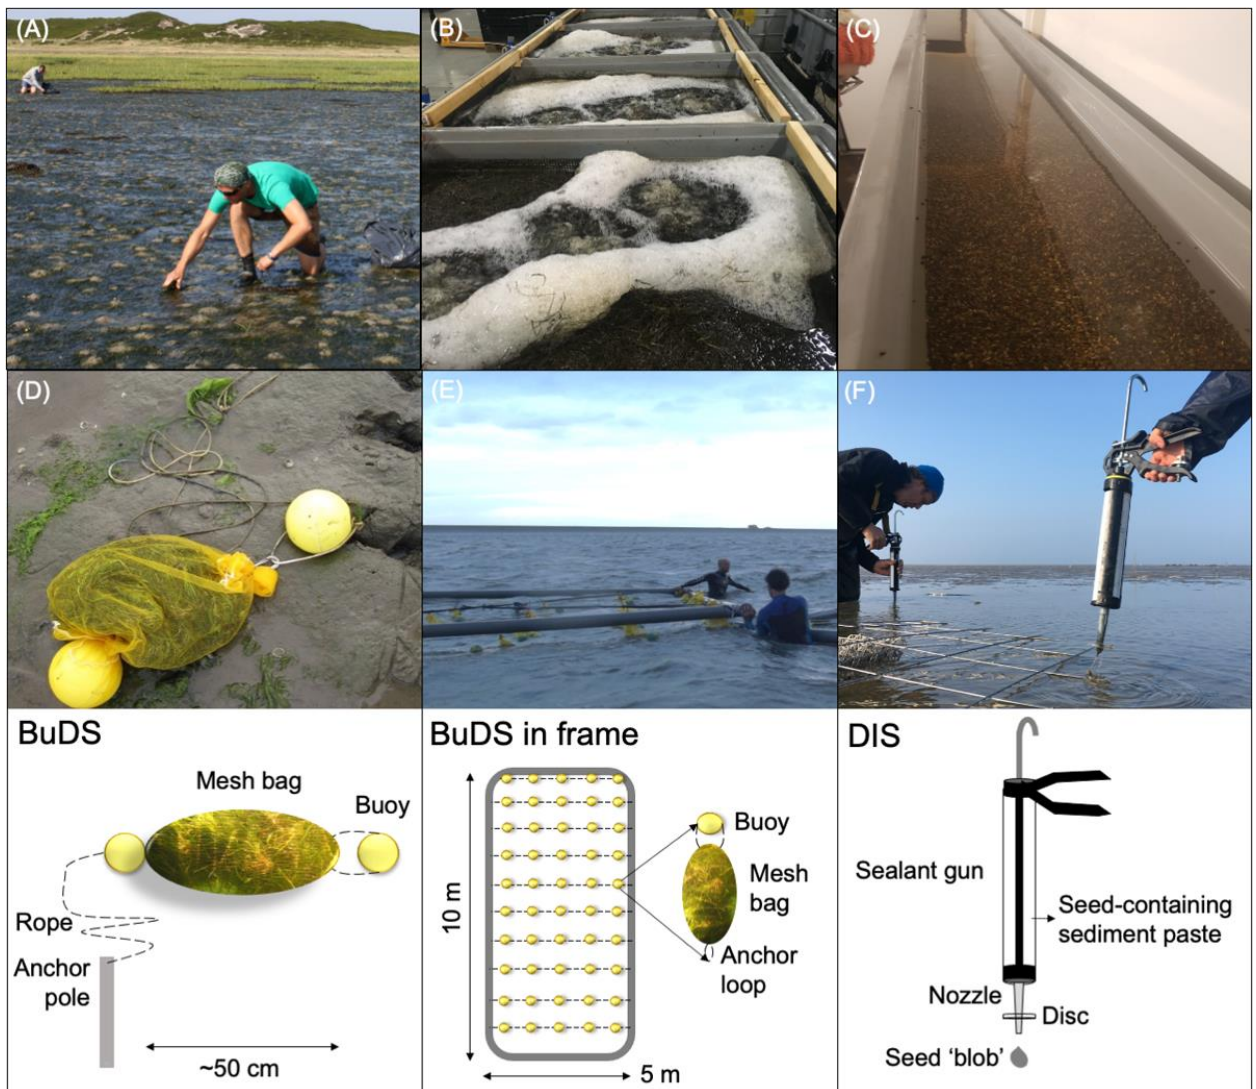 (A)
(B)
(C)
(D)
(E)
(F)
BuDS
Mesh bag
Buoy
Rope
Anchor
pole
~50 cm
BuDS in frame
10 m
5 m
Buoy
Mesh
bag
Anchor
loop
DIS
Sealant gun
Seed-containing
sediment paste
Nozzle
Disc
Seed ‘blob’